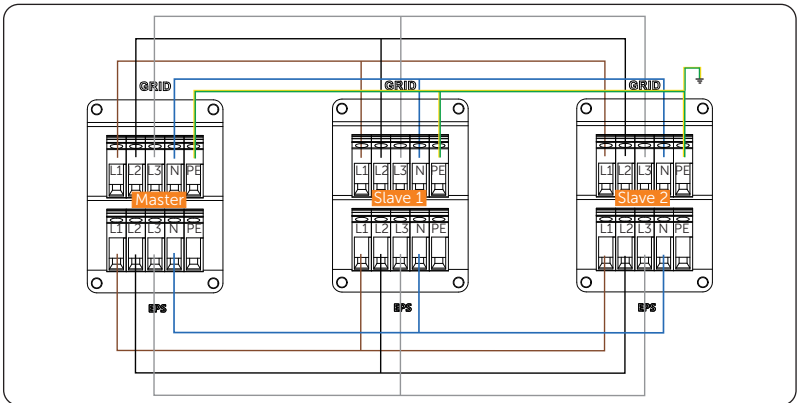 GRID GRID GRID
L1 L2 L3 N PE L1 L2 L3 N PE L1 L2 L3 N PE
Master Slave 1 Slave 2
L1 L2 L3 N PE L1 L2 L3 N PE L1 L2 L3 N PE
EPS EPS EPS